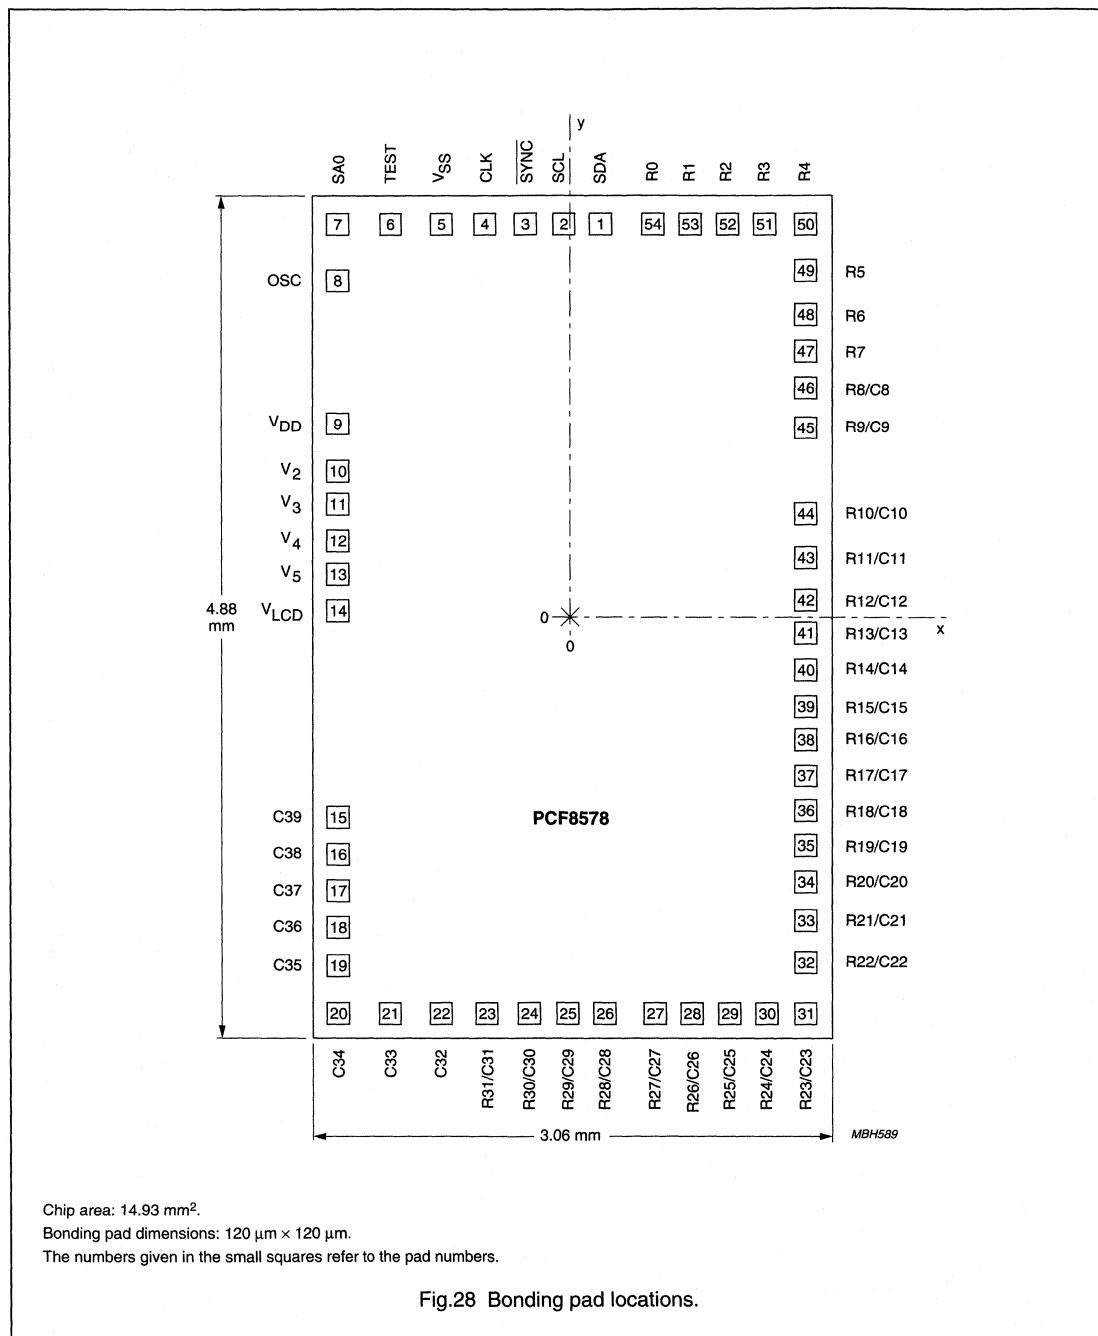 y
SA0 TEST VSS CLK SYNC SCL SDA R0 R1 R2 R3 R4
7 6 5 4 3 2 1 54 53 52 51 50
49 R5
OSC 8
48 R6
47 R7
46 R8/C8
VDD 9
45 R9/C9
V2 10
V3 11
44 R10/C10
V4 12
43 R11/C11
V5 13
42 R12/C12
4.88
mm
VLCD 14
0
x
41 R13/C13
0
40 R14/C14
39 R15/C15
38 R16/C16
37 R17/C17
36 R18/C18
C39 15
PCF8578
35 R19/C19
C38 16
34 R20/C20
C37 17
33 R21/C21
C36 18
32 R22/C22
C35 19
20 21 22 23 24 25 26 27 28 29 30 31
C34 C33 C32 R31/C31 R30/C30 R29/C29 R28/C28 R27/C27 R26/C26 R25/C25 R24/C24 R23/C23
3.06 mm
MBH589
Chip area: 14.93 mm².
Bonding pad dimensions: 120 µm × 120 µm.
The numbers given in the small squares refer to the pad numbers.
Fig.28 Bonding pad locations.